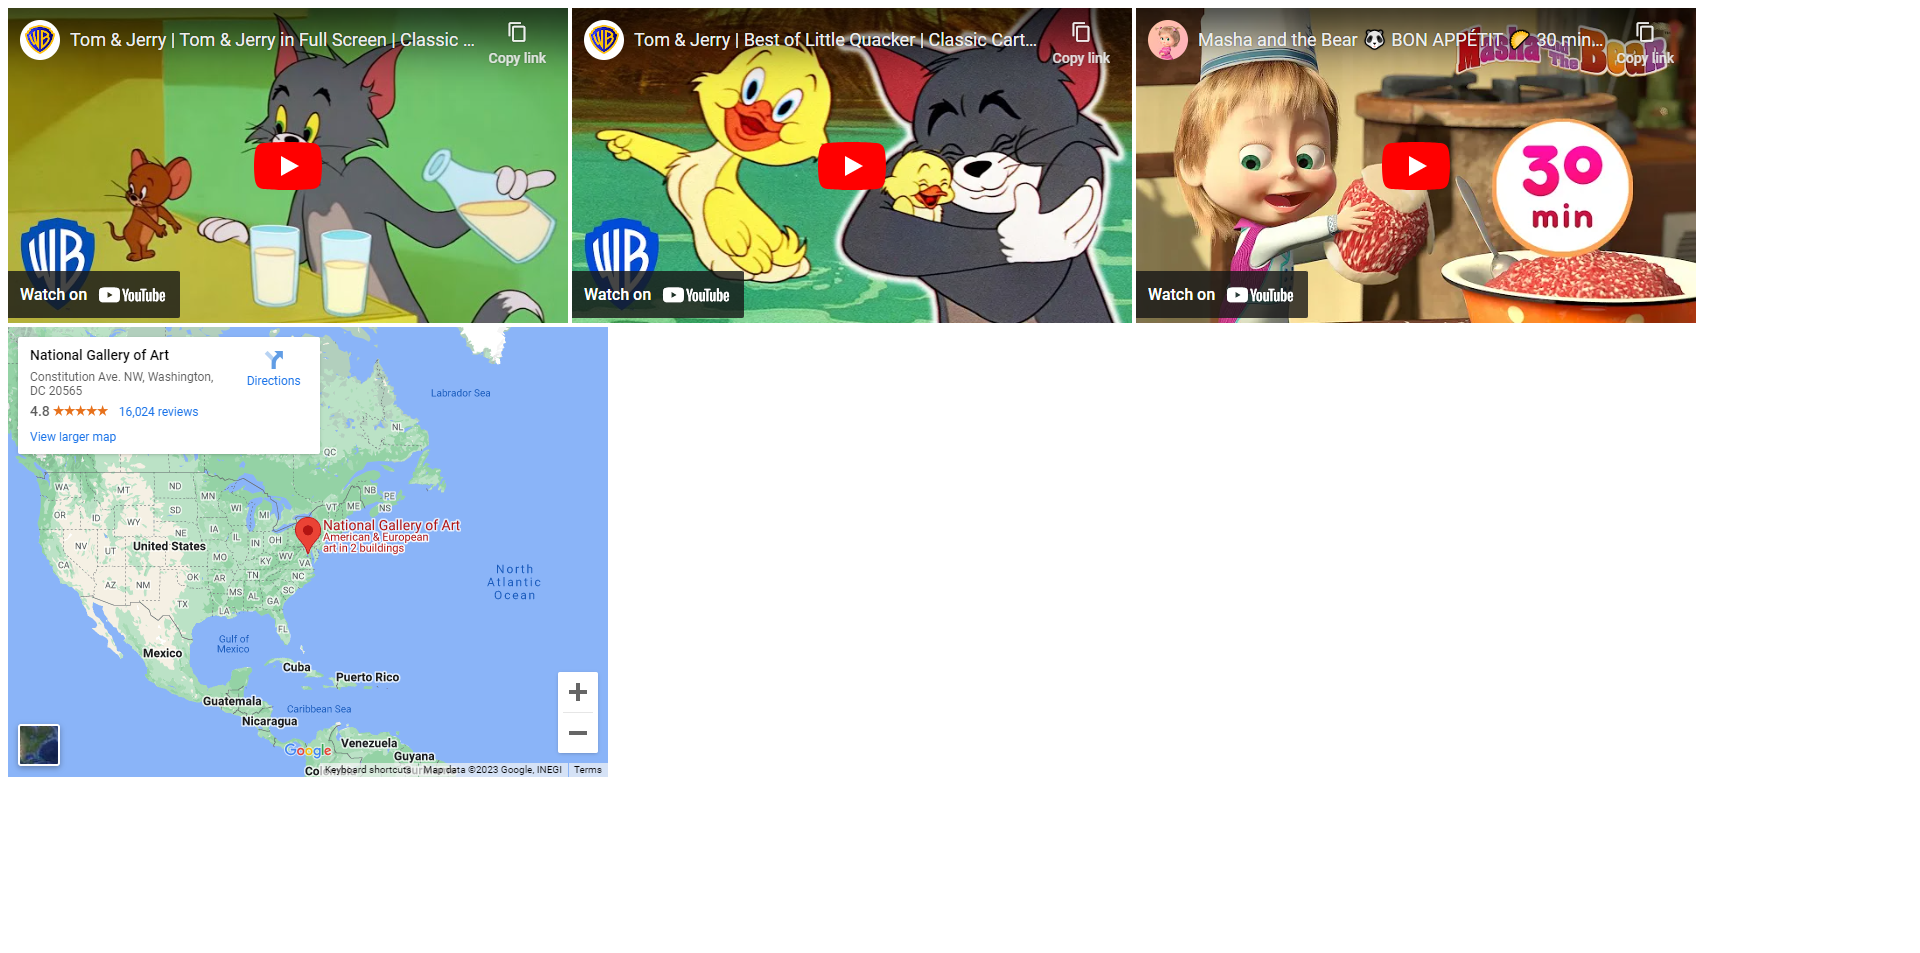 Tom & Jerry | Tom & Jerry in Full Screen | Classic ...
Copy link
WB
Watch on YouTube
Tom & Jerry | Best of Little Quacker | Classic Cart...
Copy link
WB
Watch on YouTube
Masha and the Bear 🐼 BON APPÉTIT 🌮 30 min...
Copy link
Masha and The Bear
30
min
Watch on YouTube
National Gallery of Art
Constitution Ave. NW, Washington,
DC 20565
Directions
4.8 ★★★★★ 16,024 reviews
View larger map
Labrador Sea
NL
QC
WA
MT
ND
MN
NB
PE
OR
ID
WY
SD
WI
MI
VT
ME
NS
National Gallery of Art
American & European
art in 2 buildings
NV
UT
NE
IA
IL
IN
OH
United States
CA
MO
KY
WV
VA
AZ
NM
OK
AR
TN
NC
TX
MS
AL
GA
SC
LA
FL
North
Atlantic
Ocean
Gulf of
Mexico
Mexico
Cuba
Puerto Rico
Guatemala
Caribbean Sea
Nicaragua
Venezuela
Guyana
Google
Keyboard shortcuts
Map data ©2023 Google, INEGI
Terms